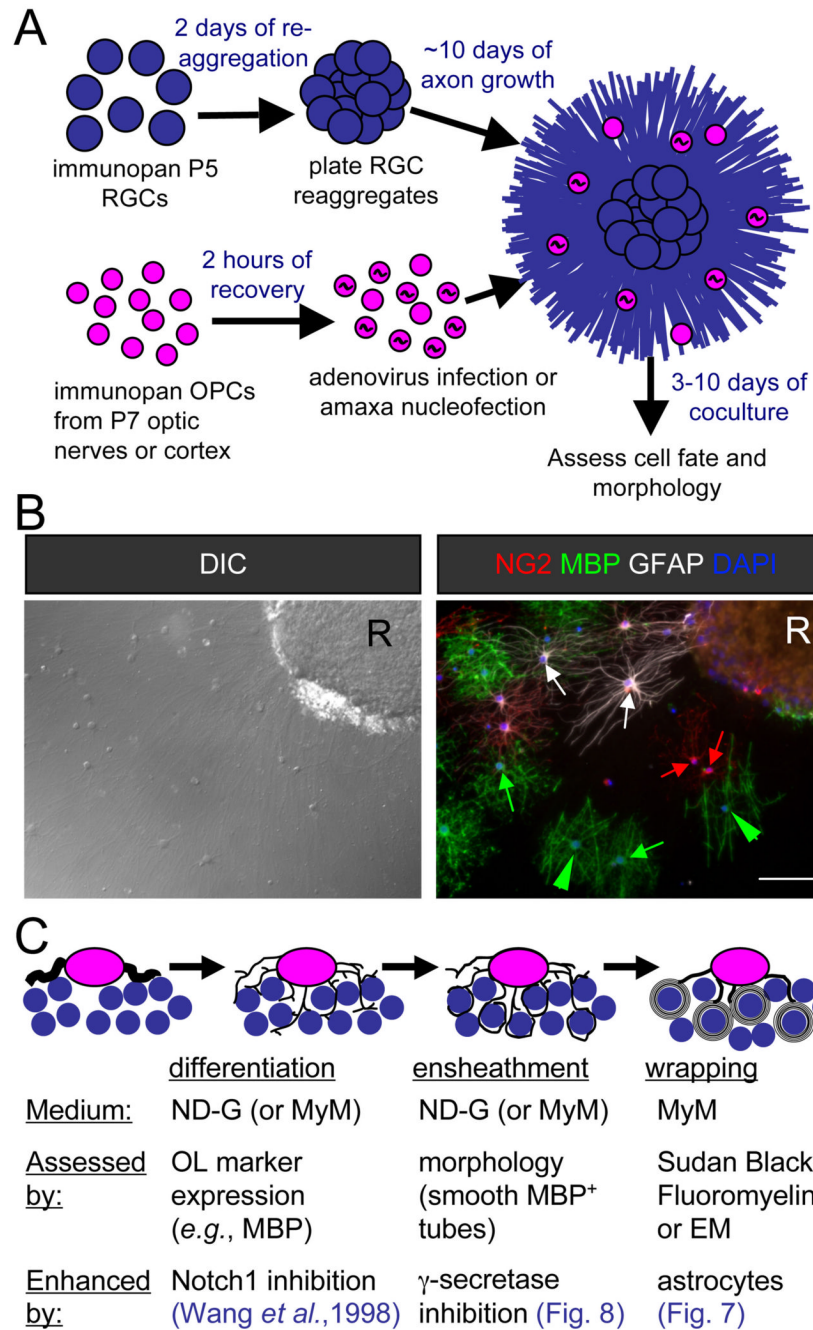 A
2 days of re-
aggregation
~10 days of
axon growth
immunopan P5
RGCs
plate RGC
reaggregates
2 hours of
recovery
immunopan OPCs
from P7 optic
nerves or cortex
adenovirus infection or
amaxa nucleofection
3-10 days of
coculture
Assess cell fate and
morphology
B
DIC
NG2 MBP GFAP DAPI
R
R
C
differentiation ensheathment wrapping
Medium: ND-G (or MyM) ND-G (or MyM) MyM
Assessed OL marker morphology Sudan Black
by: expression (smooth MBP⁺ Fluoromyelin
(e.g., MBP) tubes) or EM
Enhanced Notch1 inhibition γ-secretase astrocytes
by: (Wang et al.,1998) inhibition (Fig. 8) (Fig. 7)